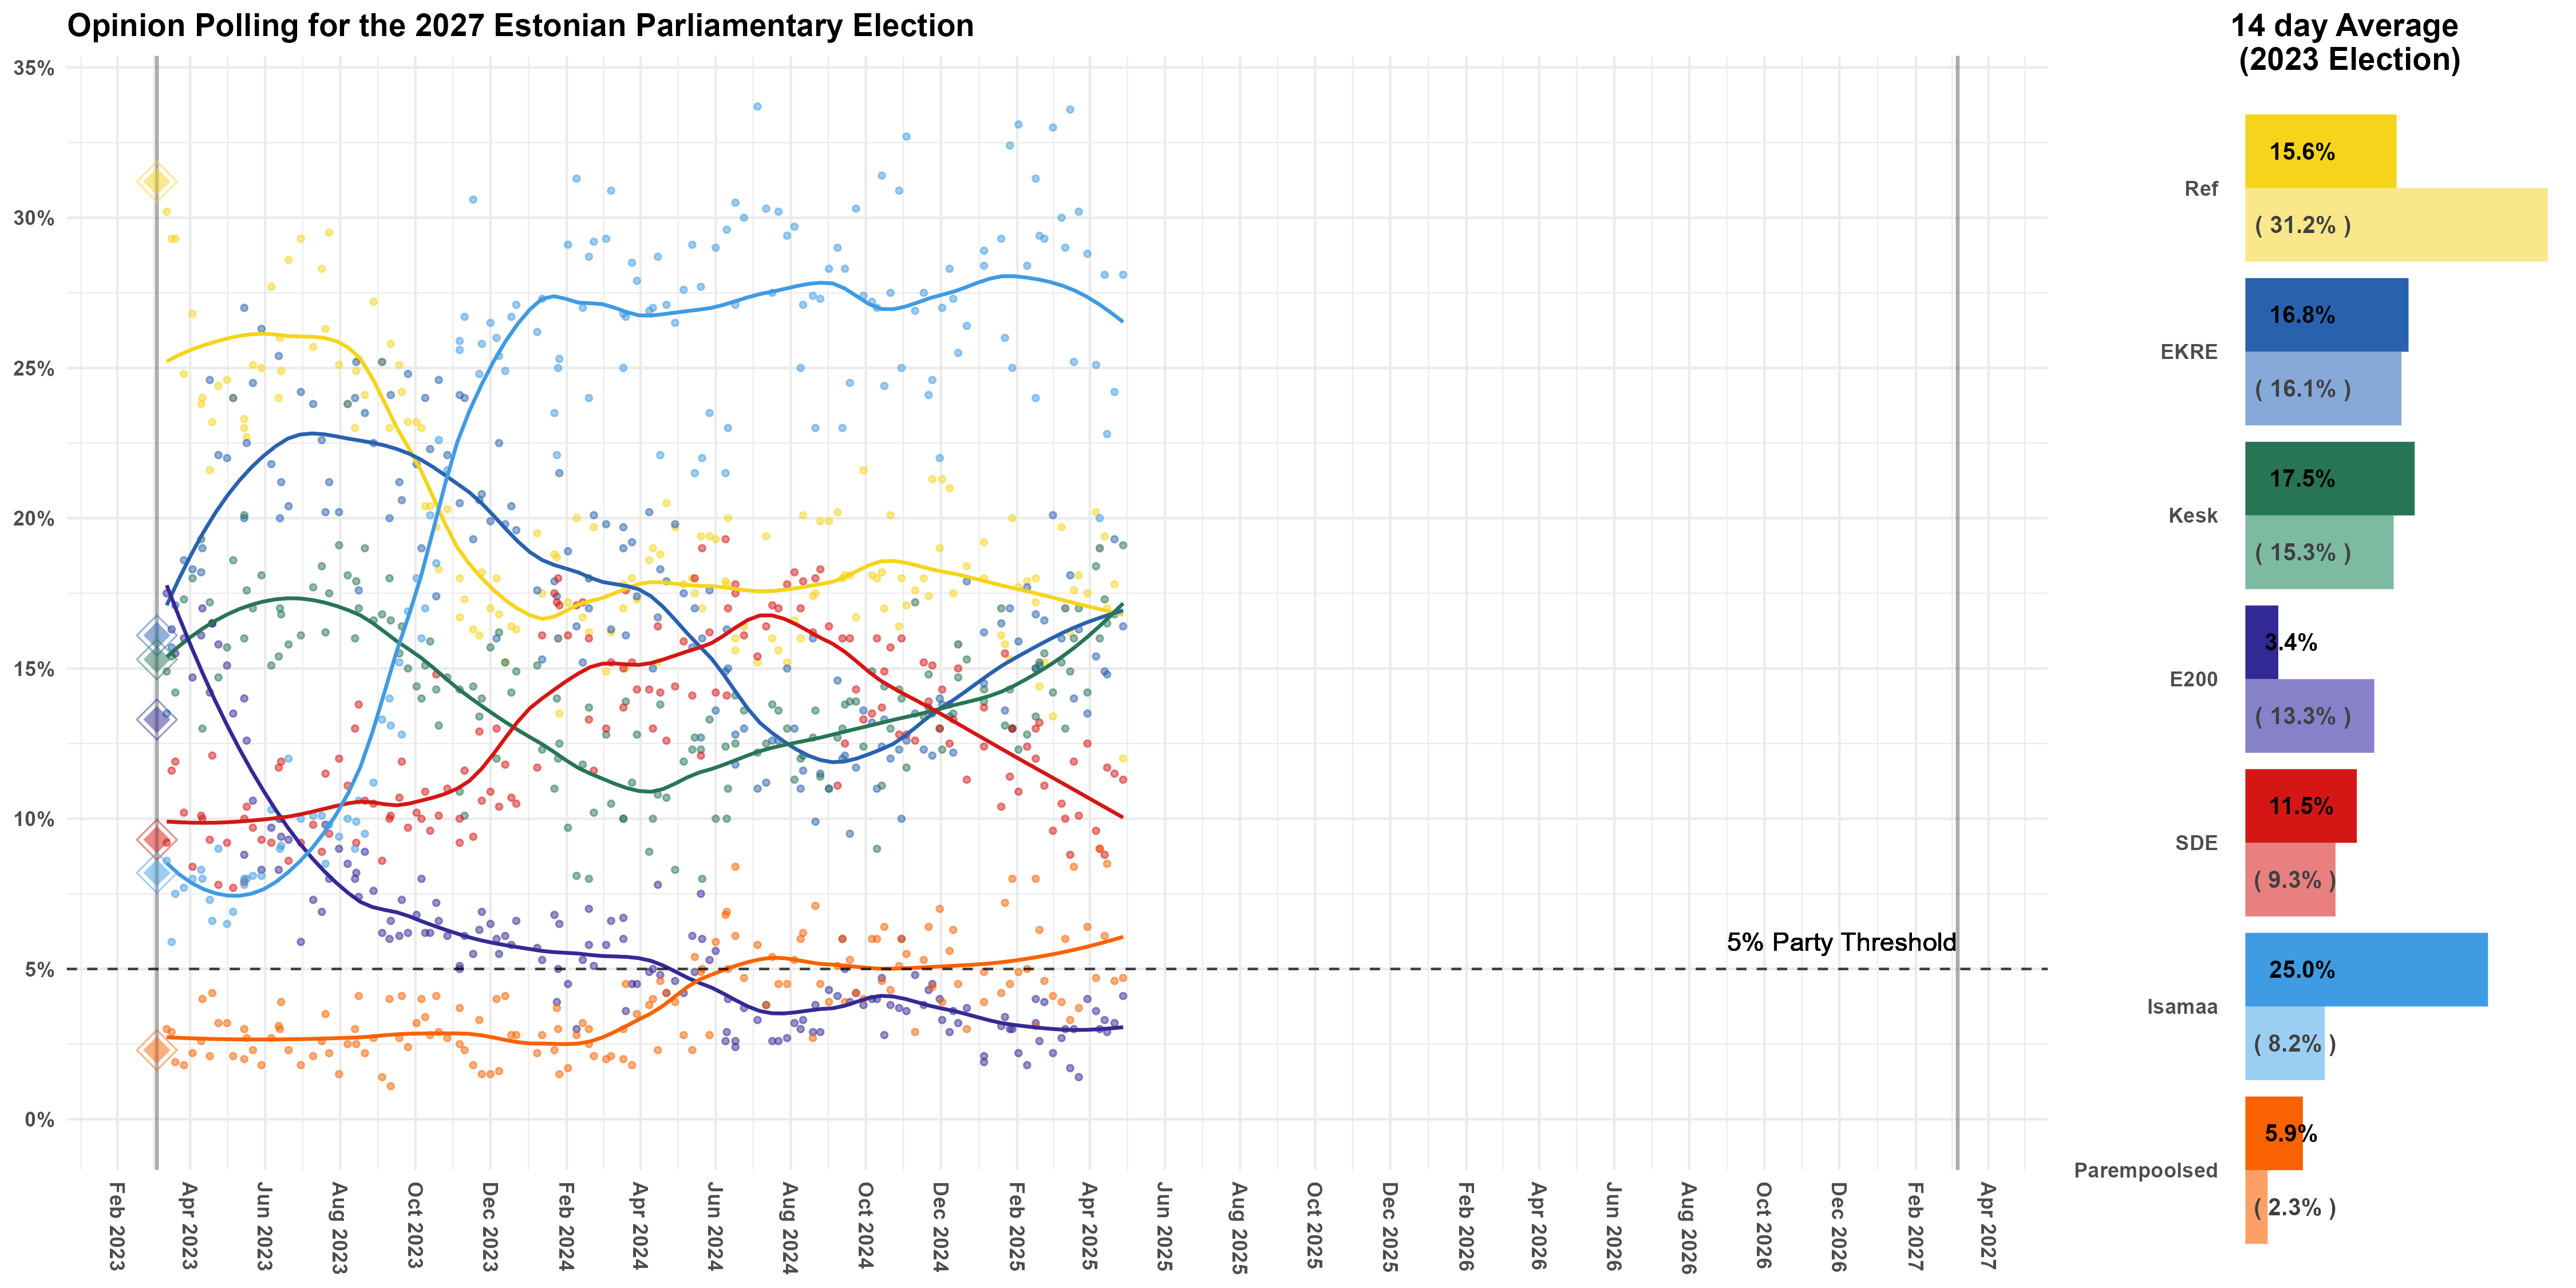 Opinion Polling for the 2027 Estonian Parliamentary Election
35%
30%
25%
20%
15%
10%
5%
0%
5% Party Threshold
Feb 2023
Apr 2023
Jun 2023
Aug 2023
Oct 2023
Dec 2023
Feb 2024
Apr 2024
Jun 2024
Aug 2024
Oct 2024
Dec 2024
Feb 2025
Apr 2025
Jun 2025
Aug 2025
Oct 2025
Dec 2025
Feb 2026
Apr 2026
Jun 2026
Aug 2026
Oct 2026
Dec 2026
Feb 2027
Apr 2027
14 day Average
(2023 Election)
Ref
15.6%
( 31.2% )
EKRE
16.8%
( 16.1% )
Kesk
17.5%
( 15.3% )
E200
3.4%
( 13.3% )
SDE
11.5%
( 9.3% )
Isamaa
25.0%
( 8.2% )
Parempoolsed
5.9%
( 2.3% )